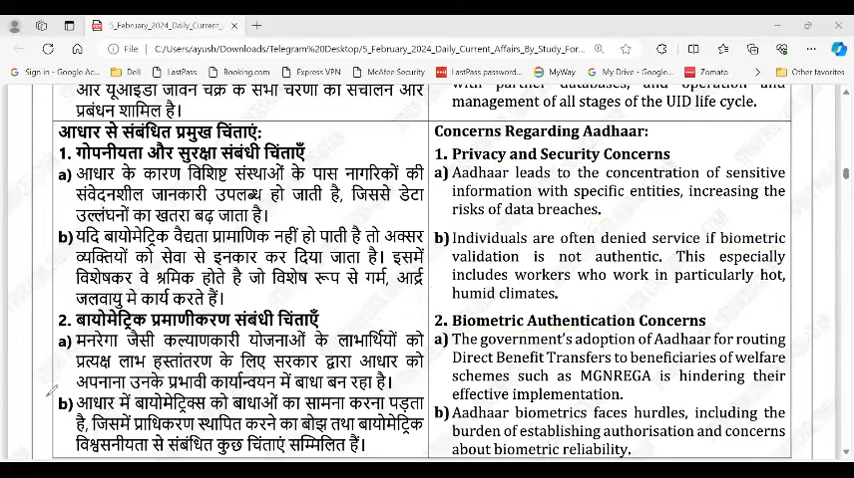 5_February_2024_Daily_Current_
File
C:/Users/ayush/Downloads/Telegram%20Desktop/5_February_2024_Daily_Current_Affairs_By_Study_For...
Sign in - Google Ac...
Dell
LastPass
Booking.com
Express VPN
McAfee Security
LastPass password...
MyWay
My Drive - Google...
Zomato
Other favorites
और यूआईडी जीवन चक्र के सभी चरणों का संचालन और
प्रबंधन शामिल है।
आधार से संबंधित प्रमुख चिंताएं:
1. गोपनीयता और सुरक्षा संबंधी चिंताएँ
a) आधार के कारण विशिष्ट संस्थाओं के पास नागरिकों की
संवेदनशील जानकारी उपलब्ध हो जाती है, जिससे डेटा
उल्लंघनों का खतरा बढ़ जाता है।
b) यदि बायोमेट्रिक वैद्यता प्रामाणिक नहीं हो पाती है तो अक्सर
व्यक्तियों को सेवा से इनकार कर दिया जाता है। इसमें
विशेषकर वे श्रमिक होते है जो विशेष रूप से गर्म, आर्द्र
जलवायु मे कार्य करते हैं।
2. बायोमेट्रिक प्रमाणीकरण संबंधी चिंताएँ
a) मनरेगा जैसी कल्याणकारी योजनाओं के लाभार्थियों को
प्रत्यक्ष लाभ हस्तांतरण के लिए सरकार द्वारा आधार को
अपनाना उनके प्रभावी कार्यान्वयन में बाधा बन रहा है।
b) आधार में बायोमेट्रिक्स को बाधाओं का सामना करना पड़ता
है, जिसमें प्राधिकरण स्थापित करने का बोझ तथा बायोमेट्रिक
विश्वसनीयता से संबंधित कुछ चिंताएं सम्मिलित हैं।
with partner databases, and operation and
management of all stages of the UID life cycle.
Concerns Regarding Aadhaar:
1. Privacy and Security Concerns
a) Aadhaar leads to the concentration of sensitive
information with specific entities, increasing the
risks of data breaches.
b) Individuals are often denied service if biometric
validation is not authentic. This especially
includes workers who work in particularly hot,
humid climates.
2. Biometric Authentication Concerns
a) The government's adoption of Aadhaar for routing
Direct Benefit Transfers to beneficiaries of welfare
schemes such as MGNREGA is hindering their
effective implementation.
b) Aadhaar biometrics faces hurdles, including the
burden of establishing authorisation and concerns
about biometric reliability.